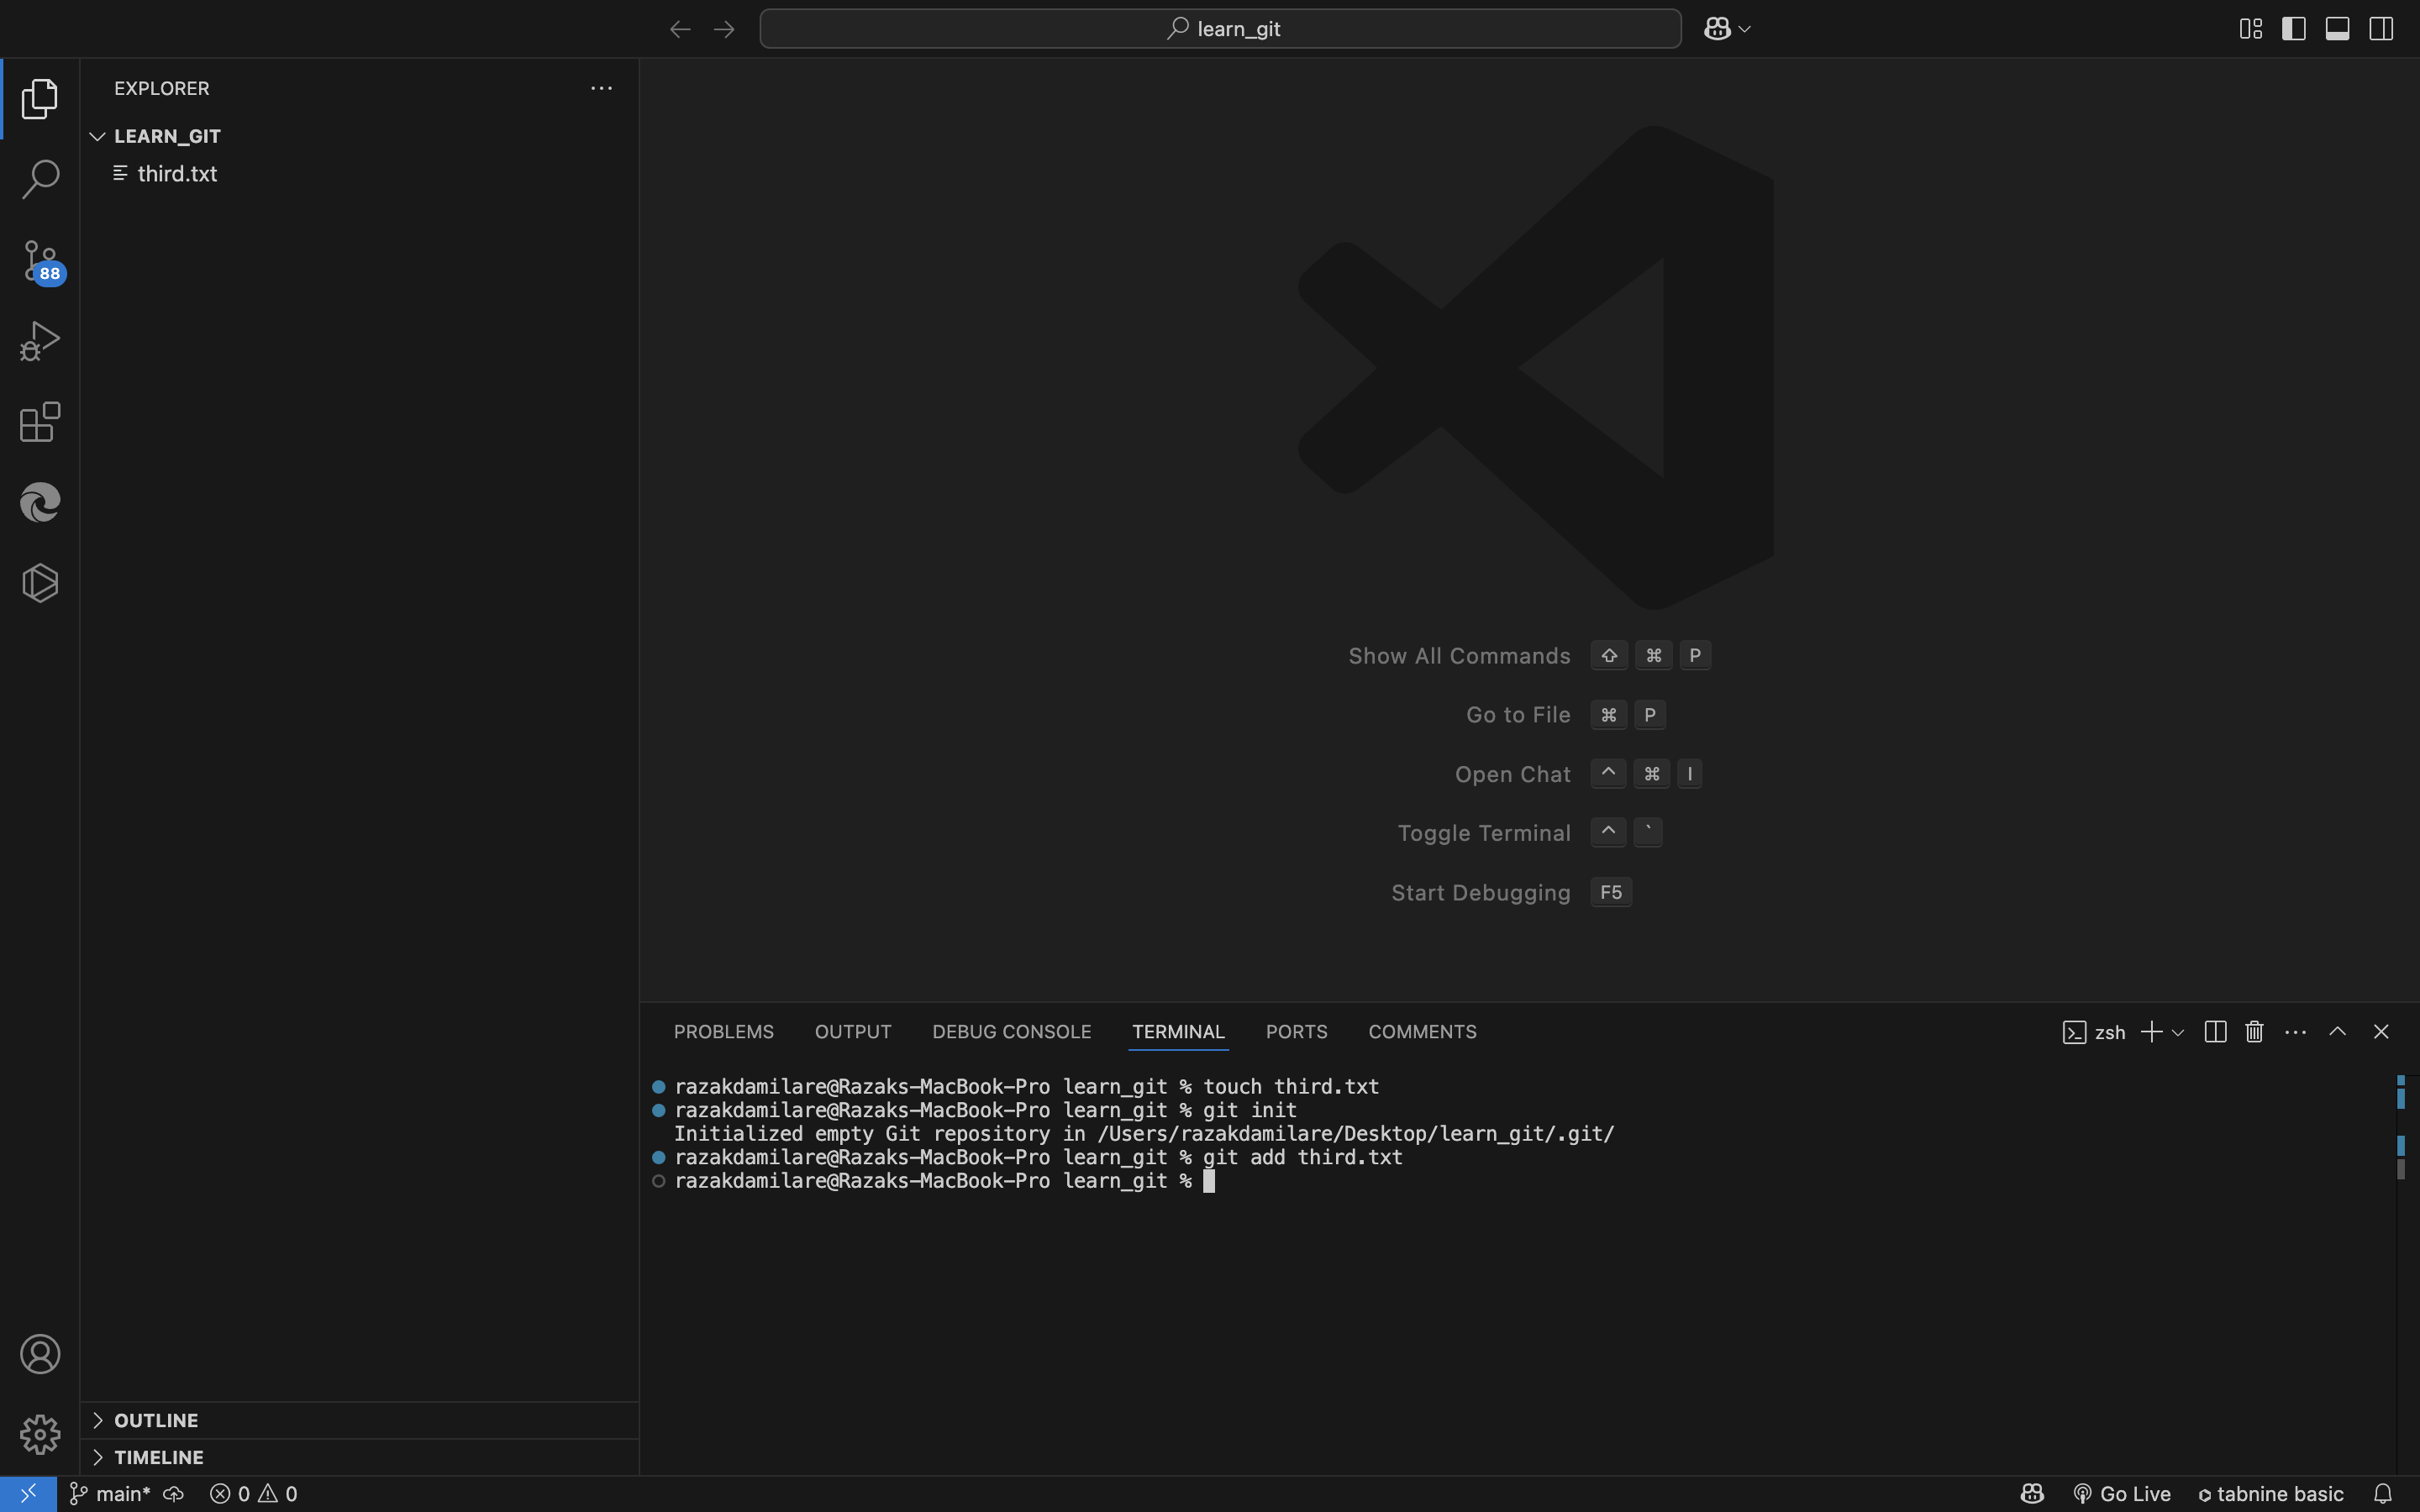 learn_git
EXPLORER
LEARN_GIT
third.txt
88
Show All Commands ⇧ ⌘ P
Go to File ⌘ P
Open Chat ^ ⌘ I
Toggle Terminal ^ `
Start Debugging F5
PROBLEMS OUTPUT DEBUG CONSOLE TERMINAL PORTS COMMENTS zsh
razakdamilare@Razaks-MacBook-Pro learn_git % touch third.txt
razakdamilare@Razaks-MacBook-Pro learn_git % git init
Initialized empty Git repository in /Users/razakdamilare/Desktop/learn_git/.git/
razakdamilare@Razaks-MacBook-Pro learn_git % git add third.txt
razakdamilare@Razaks-MacBook-Pro learn_git %
OUTLINE
TIMELINE
main* 0 0 Go Live tabnine basic